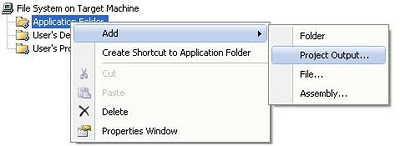 File System on Target Machine
Application Folder
User's De
User's Pro
Add
Create Shortcut to Application Folder
Cut
Paste
Delete
Properties Window
Folder
Project Output...
File...
Assembly...